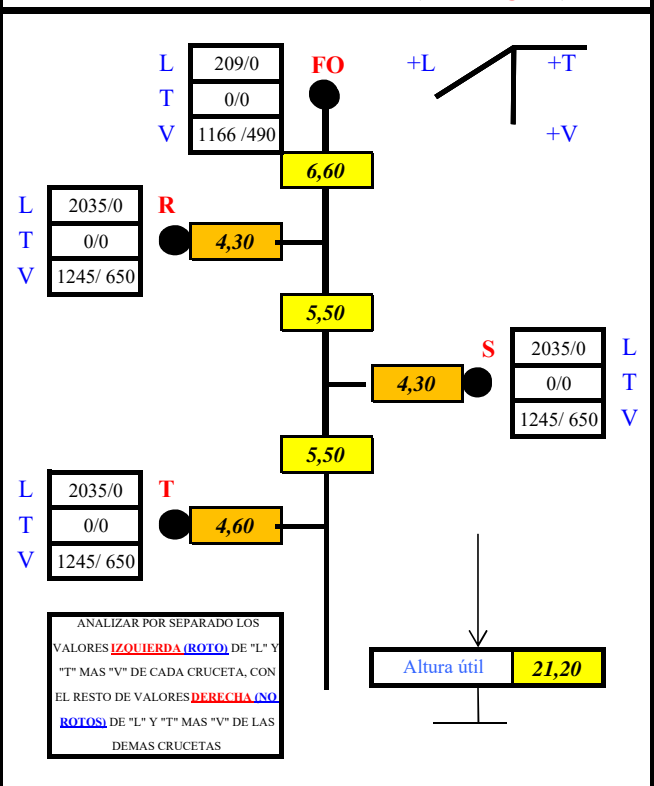 L 209/0 FO +L +T
T 0/0
V 1166 /490 +V
6,60
L 2035/0 R
T 0/0 4,30
V 1245/ 650
5,50
S 2035/0 L
4,30 0/0 T
1245/ 650 V
5,50
L 2035/0 T
T 0/0 4,60
V 1245/ 650
ANALIZAR POR SEPARADO LOS
VALORES IZQUIERDA (ROTO) DE "L" Y
"T" MAS "V" DE CADA CRUCETA, CON
EL RESTO DE VALORES DERECHA (NO
ROTOS) DE "L" Y "T" MAS "V" DE LAS
DEMAS CRUCETAS
Altura útil 21,20